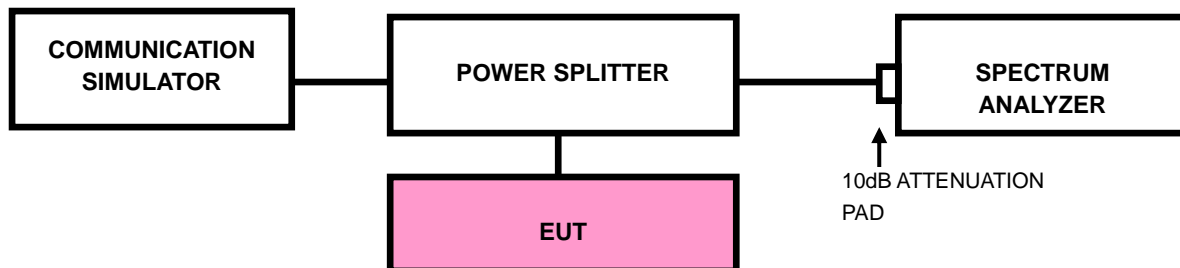 COMMUNICATION
SIMULATOR
POWER SPLITTER
SPECTRUM
ANALYZER
10dB ATTENUATION
PAD
EUT